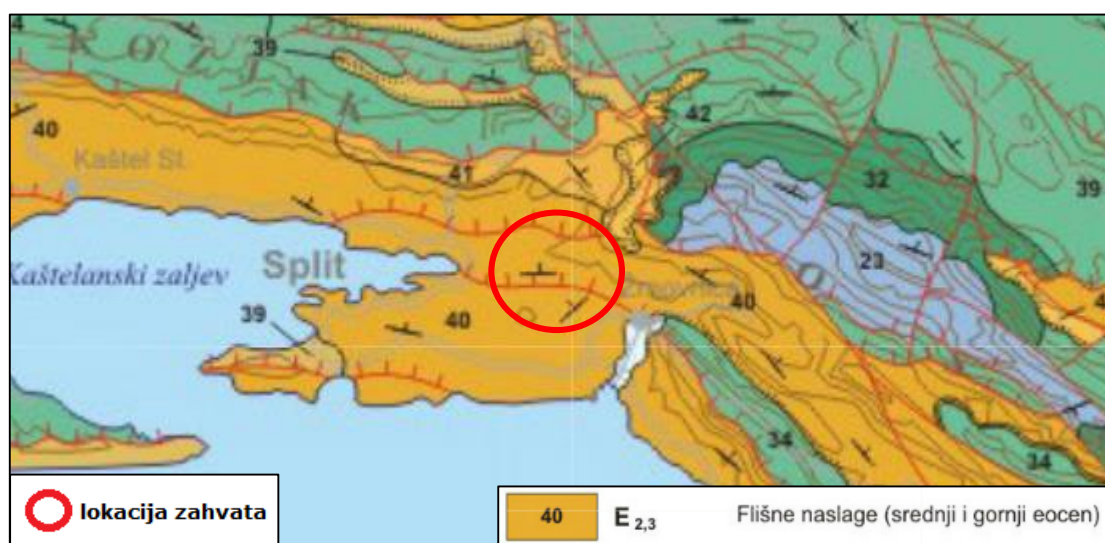 39
K O Z J A K
42
40
Kaštel St.
41
32
39
Split
23
Kaštelanski zaljev
40
40
39
34
34
lokacija zahvata
40 E 2,3 Flišne naslage (srednji i gornji eocen)